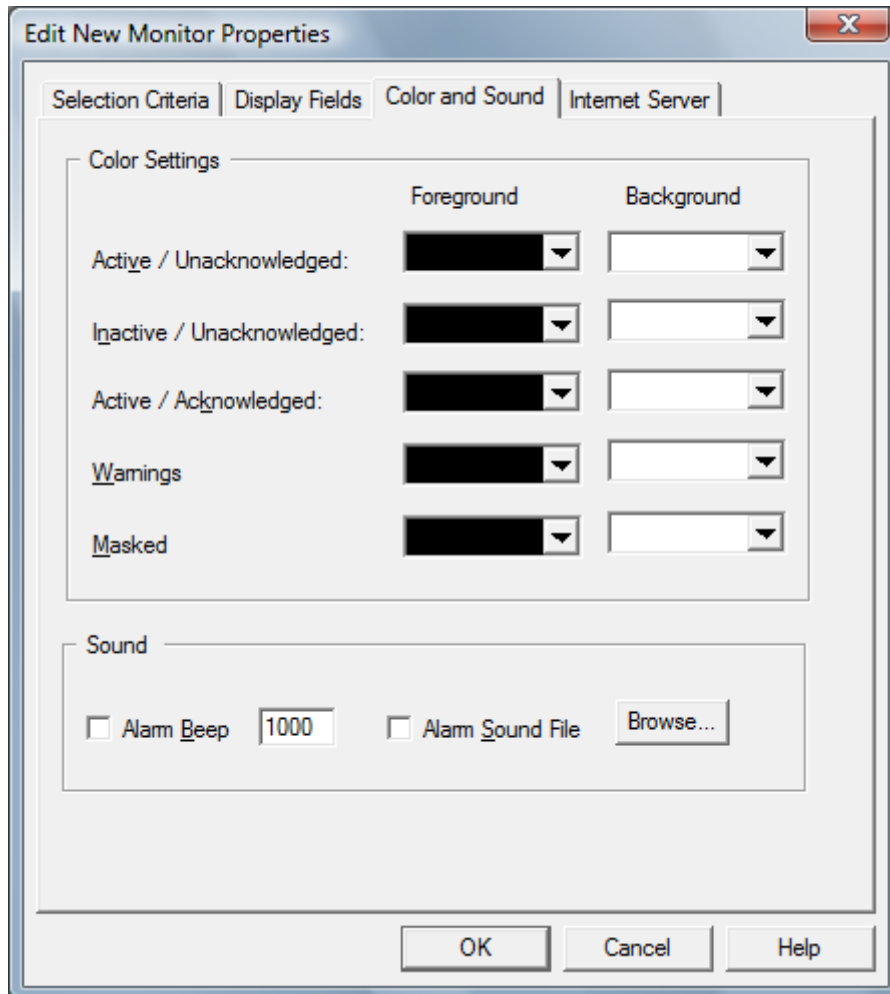 Edit New Monitor Properties
Selection Criteria Display Fields Color and Sound Internet Server
Color Settings
Foreground Background
Active / Unacknowledged:
Inactive / Unacknowledged:
Active / Acknowledged:
Warnings
Masked
Sound
Alarm Beep 1000 Alarm Sound File Browse...
OK Cancel Help